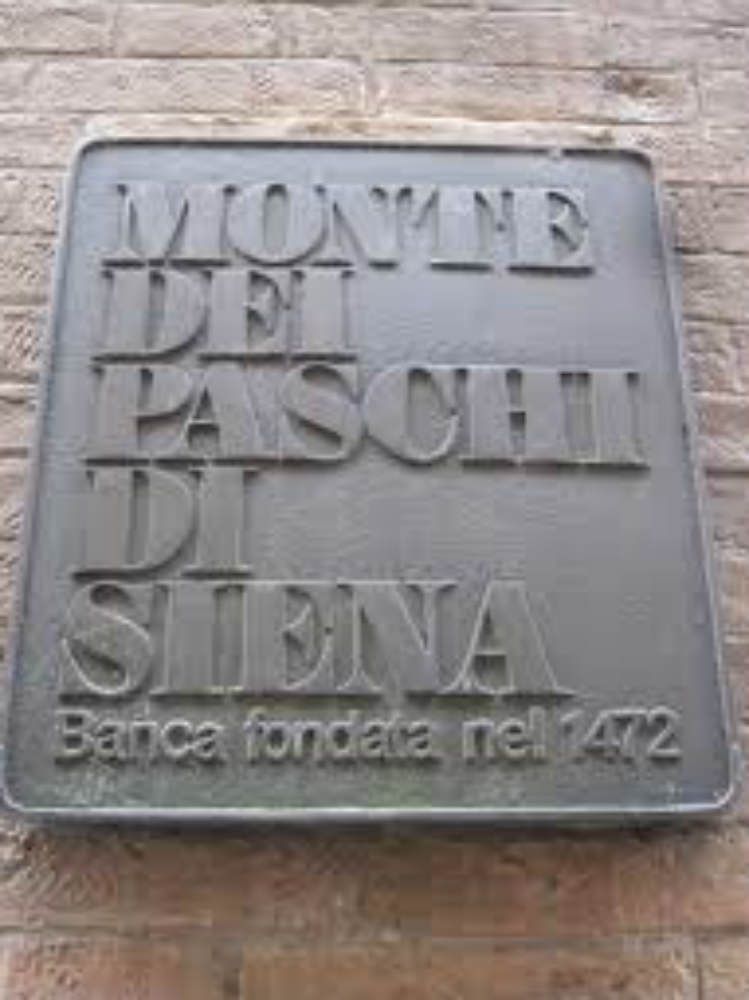 MONTE
DEI
PASCHI
DI
SIENA
Banca fondata nel 1472